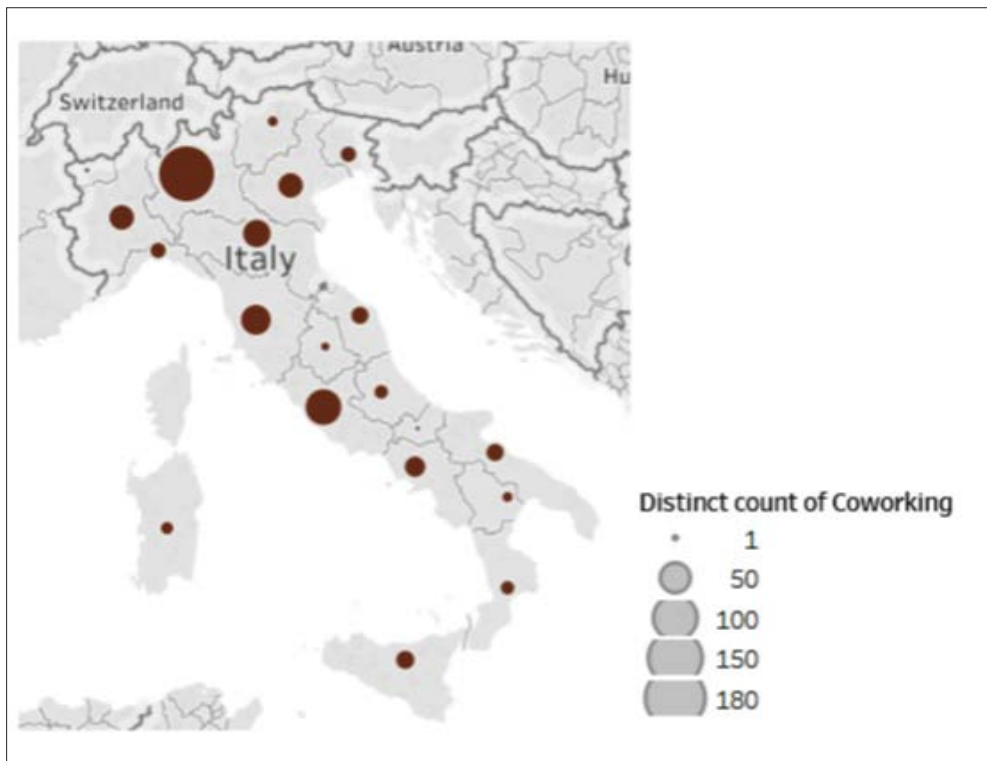 Austria
Hu
Switzerland
Italy
Distinct count of Coworking
1
50
100
150
180